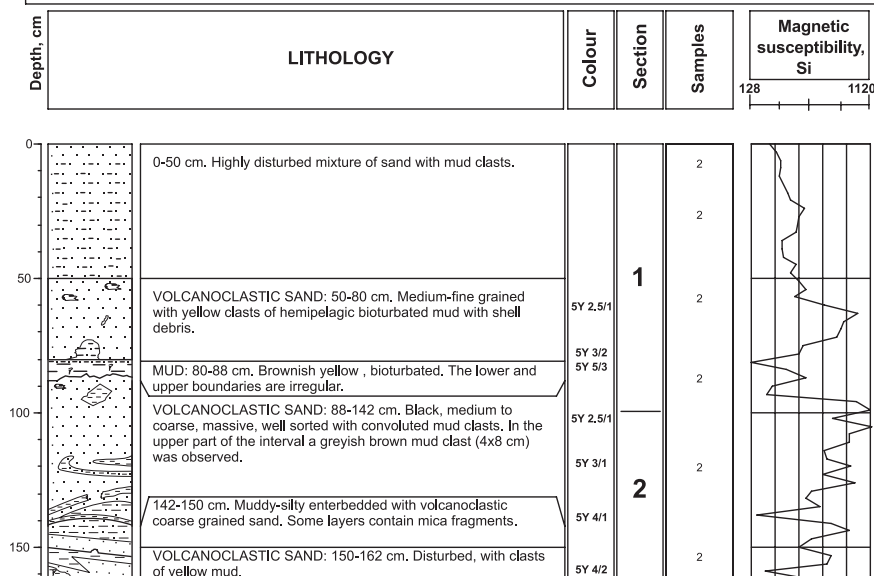 Depth, cm
LITHOLOGY
Colour
Section
Samples
Magnetic
susceptibility,
Si
128
1120
0
0-50 cm. Highly disturbed mixture of sand with mud clasts.
2
2
50
1
VOLCANOCLASTIC SAND: 50-80 cm. Medium-fine grained
with yellow clasts of hemipelagic bioturbated mud with shell
debris.
5Y 2,5/1
2
5Y 3/2
MUD: 80-88 cm. Brownish yellow , bioturbated. The lower and
upper boundaries are irregular.
5Y 5/3
2
100
VOLCANOCLASTIC SAND: 88-142 cm. Black, medium to
coarse, massive, well sorted with convoluted mud clasts. In the
upper part of the interval a greyish brown mud clast (4x8 cm)
was observed.
5Y 2,5/1
5Y 3/1
2
2
142-150 cm. Muddy-silty enterbedded with volcanoclastic
coarse grained sand. Some layers contain mica fragments.
5Y 4/1
150
VOLCANOCLASTIC SAND: 150-162 cm. Disturbed, with clasts
of yellow mud.
5Y 4/2
2